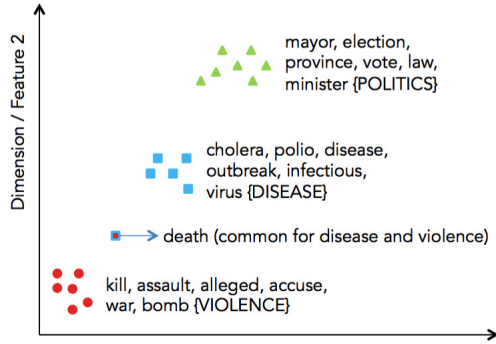 Dimension / Feature 2
mayor, election,
province, vote, law,
minister {POLITICS}
cholera, polio, disease,
outbreak, infectious,
virus {DISEASE}
death (common for disease and violence)
kill, assault, alleged, accuse,
war, bomb {VIOLENCE}